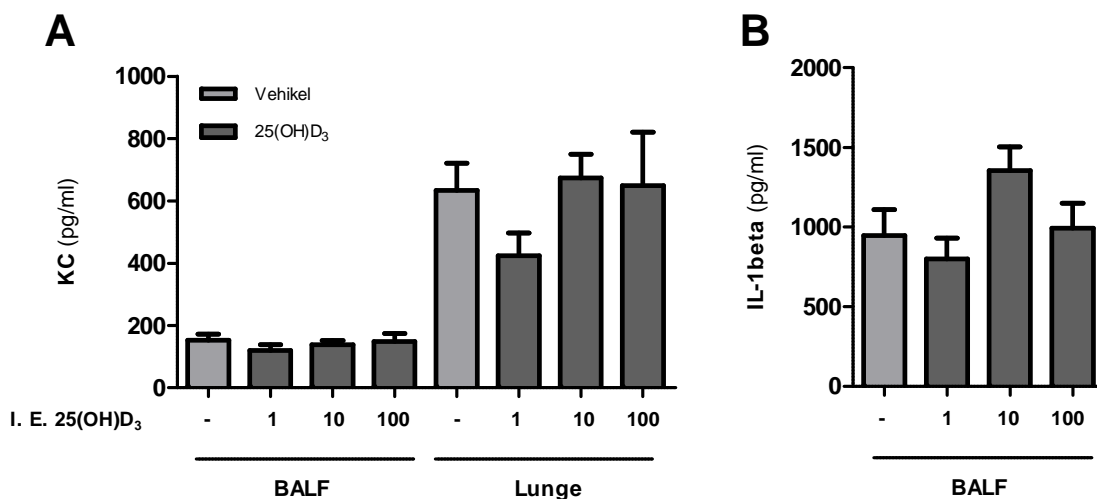 A
KC (pg/ml)
1000
800
600
400
200
0
Vehikel
25(OH)D₃
I. E. 25(OH)D₃ - 1 10 100 - 1 10 100
BALF Lunge
B
IL-1beta (pg/ml)
2000
1500
1000
500
0
- 1 10 100
BALF